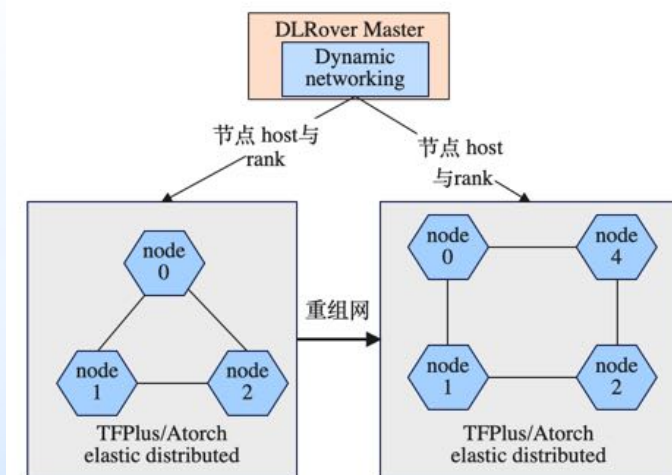 DLRover Master
Dynamic
networking
节点 host与
rank
节点 host
与rank
node
0
node
1
node
2
TFPlus/Atorch
elastic distributed
重组网
node
0
node
4
node
1
node
2
TFPlus/Atorch
elastic distributed